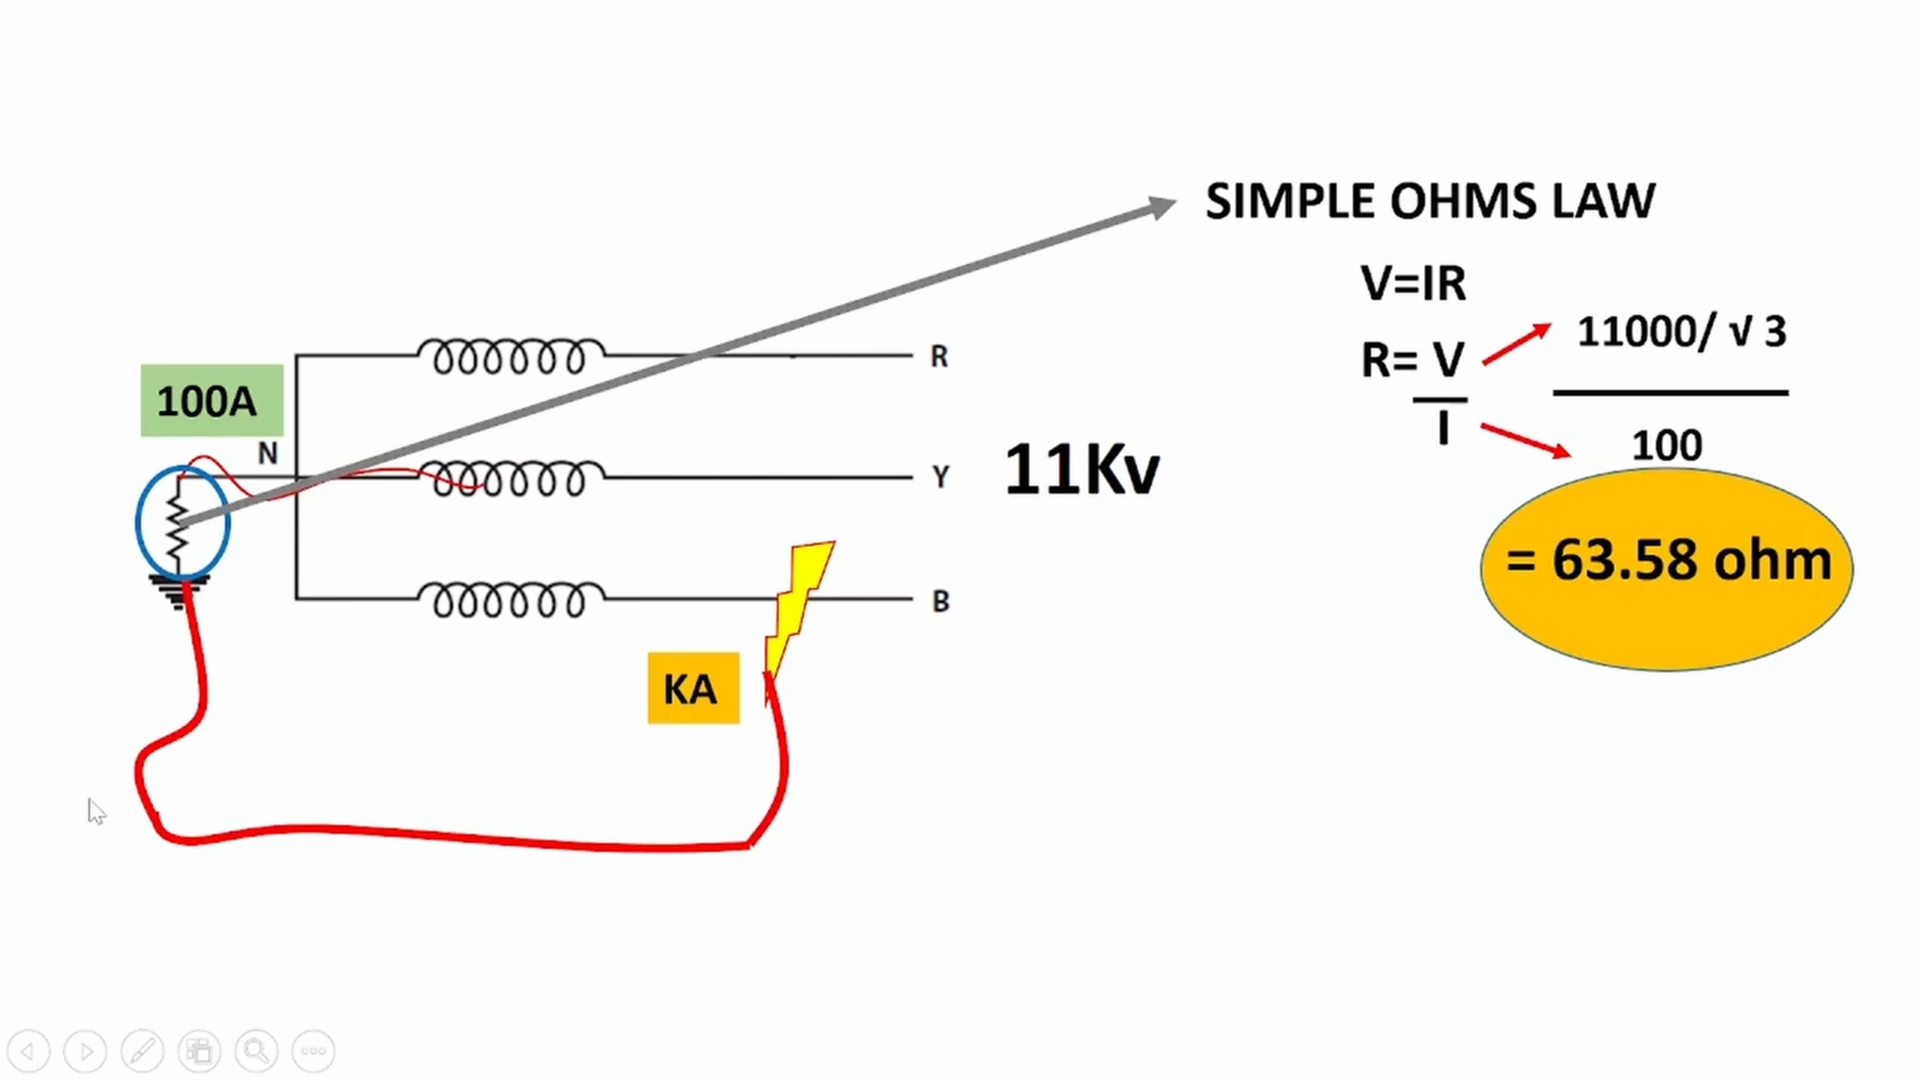 SIMPLE OHMS LAW
V=IR
11000/ √ 3
R= V
I
100
= 63.58 ohm
100A
N
R
Y
B
11Kv
KA